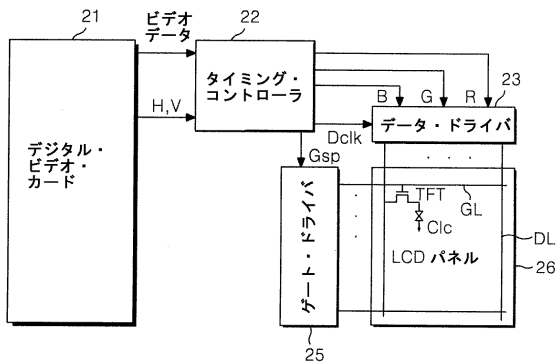 21
ビデオ
データ
22
タイミング・
コントローラ
H,V
B
G
R
23
Dclk
データ・ドライバ
デジタル・
ビデオ・
カード
Gsp
. . .
ゲート・ドライバ
TFT
GL
Clc
DL
LCD パネル
26
25